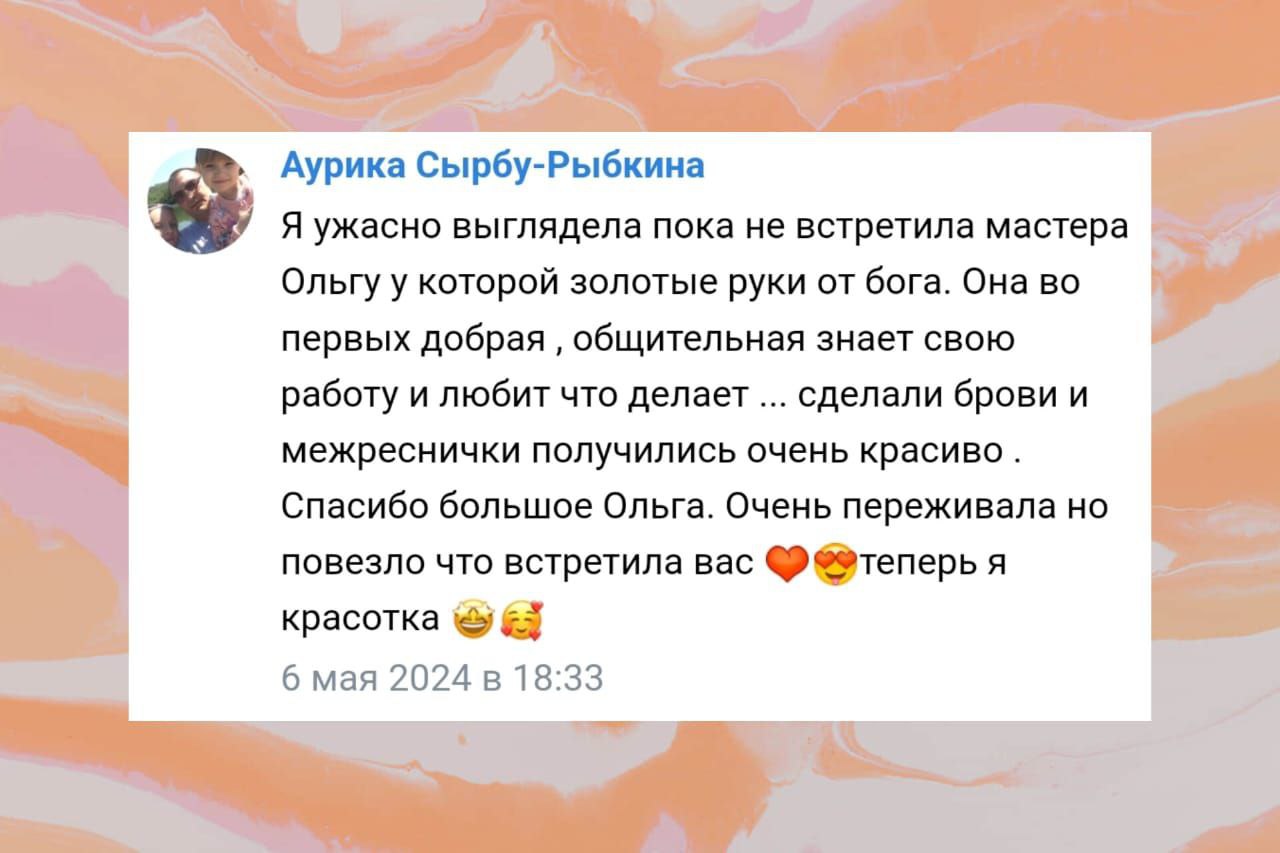 Аурика Сырбу-Рыбкина
Я ужасно выглядела пока не встретила мастера
Ольгу у которой золотые руки от бога. Она во
первых добрая , общительная знает свою
работу и любит что делает ... сделали брови и
межреснички получились очень красиво .
Спасибо большое Ольга. Очень переживала но
повезло что встретила вас ❤️😍теперь я
красотка 🤩🥰
6 мая 2024 в 18:33